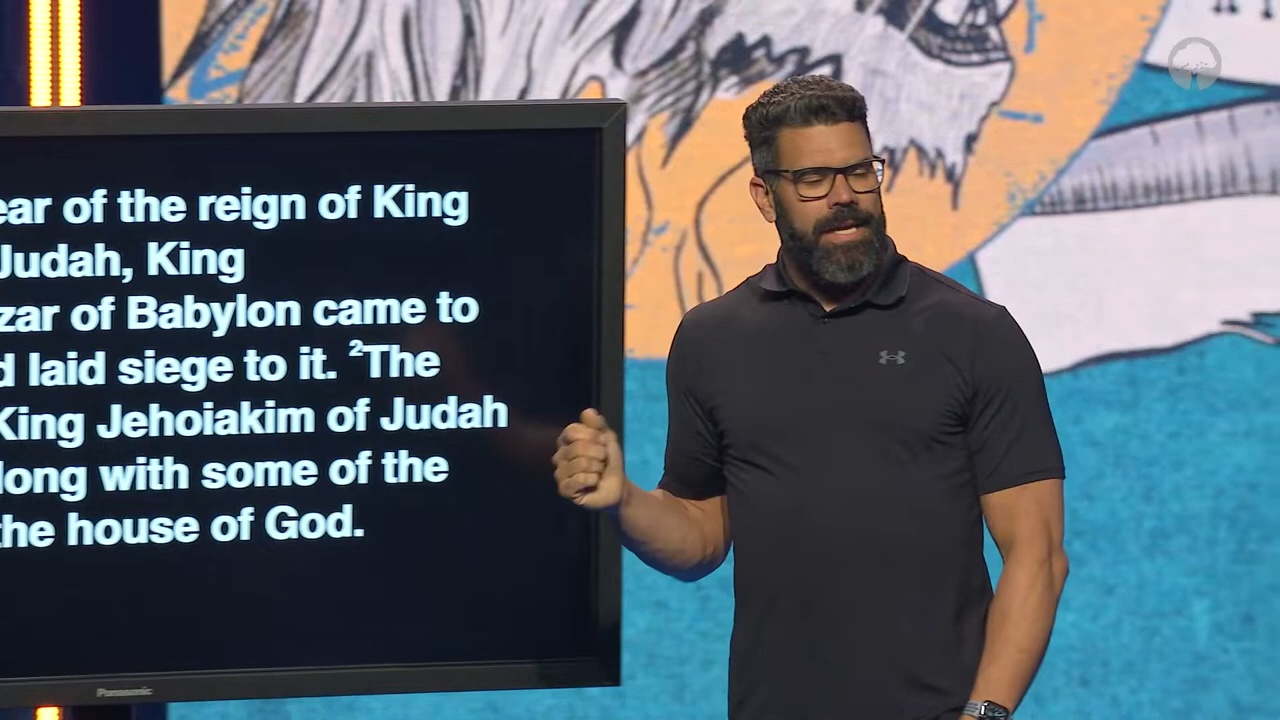 ear of the reign of King
Judah, King
zar of Babylon came to
d laid siege to it. ²The
King Jehoiakim of Judah
long with some of the
the house of God.
Panasonic